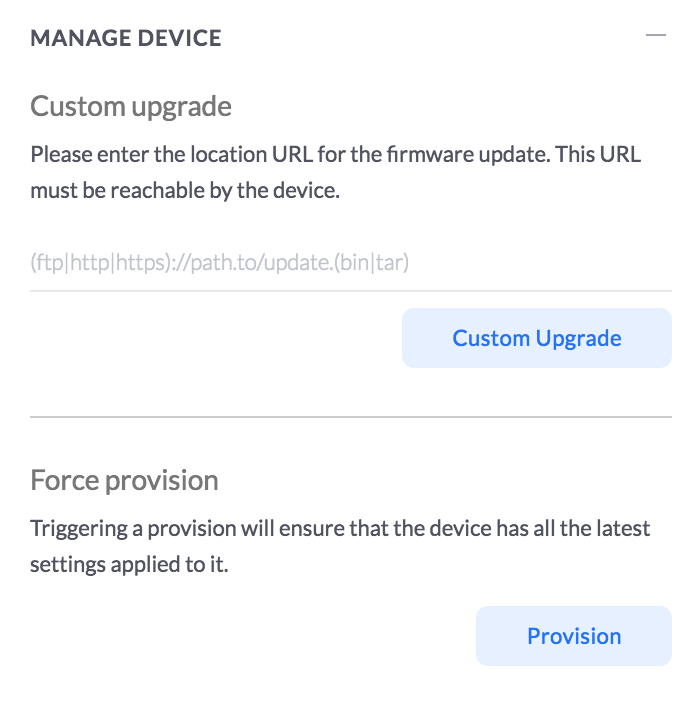 MANAGE DEVICE
Custom upgrade
Please enter the location URL for the firmware update. This URL
must be reachable by the device.
(ftp|http|https)://path.to/update.(bin|tar)
Custom Upgrade
Force provision
Triggering a provision will ensure that the device has all the latest
settings applied to it.
Provision